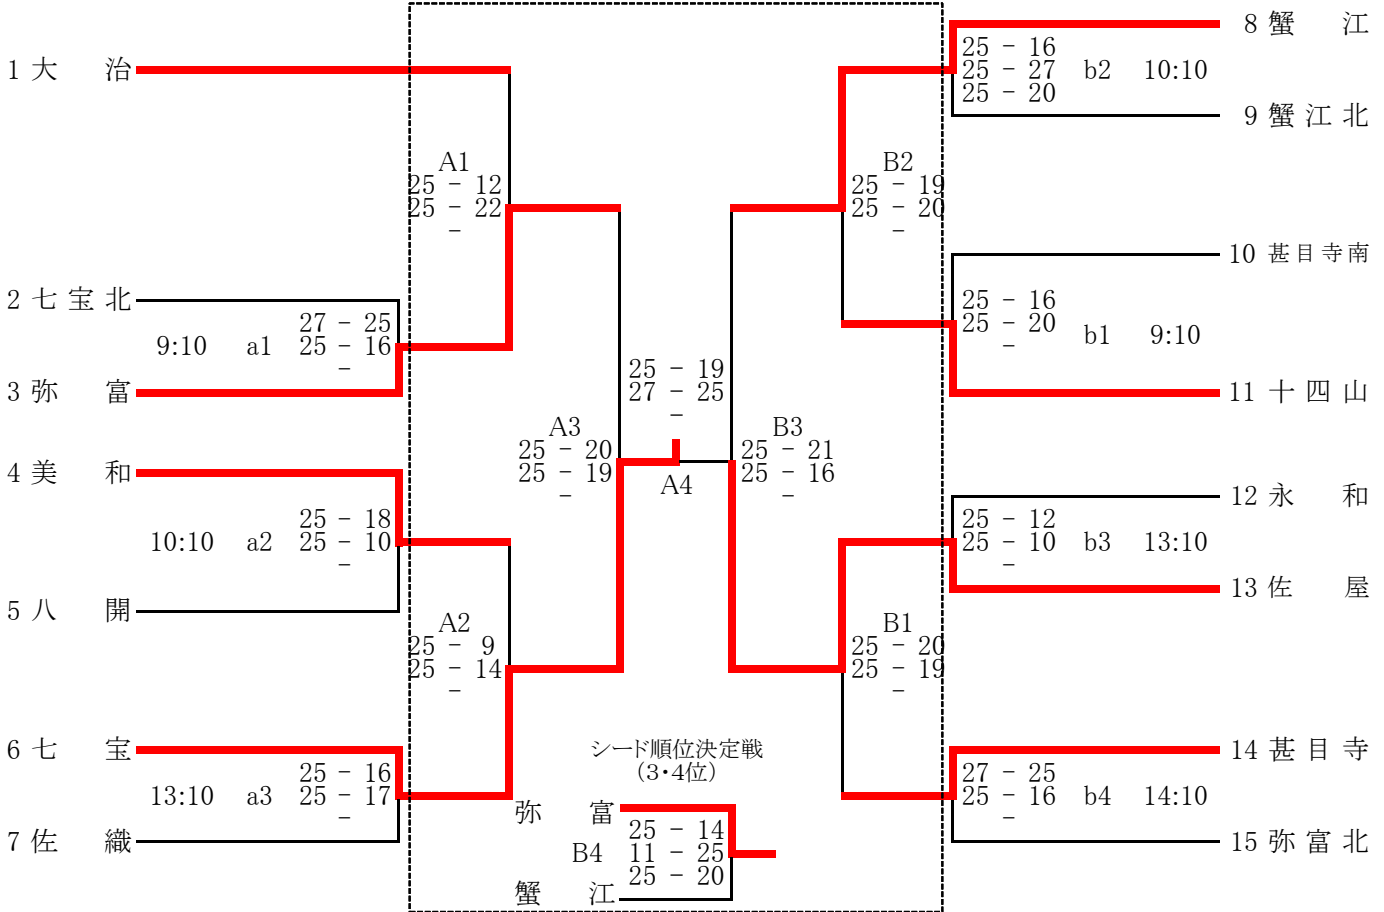 1 大 治
A1
25 - 12
25 - 22
-
2 七 宝 北
9:10 a1
27 - 25
25 - 16
-
3 弥 富
4 美 和
10:10 a2
25 - 18
25 - 10
-
5 八 開
A2
25 - 9
25 - 14
-
6 七 宝
13:10 a3
25 - 16
25 - 17
-
7 佐 織
A3
25 - 20
25 - 19
-
25 - 19
27 - 25
-
A4
B3
25 - 21
25 - 16
-
シード順位決定戦
(3・4位)
弥 富
B4
25 - 14
11 - 25
25 - 20
蟹 江
8 蟹 江
25 - 16
25 - 27 b2 10:10
25 - 20
9 蟹 江 北
B2
25 - 19
25 - 20
-
10 甚目寺南
25 - 16
25 - 20
-
b1 9:10
11 十 四 山
12 永 和
25 - 12
25 - 10 b3 13:10
-
13 佐 屋
B1
25 - 20
25 - 19
-
14 甚 目 寺
27 - 25
25 - 16 b4 14:10
-
15 弥 富 北